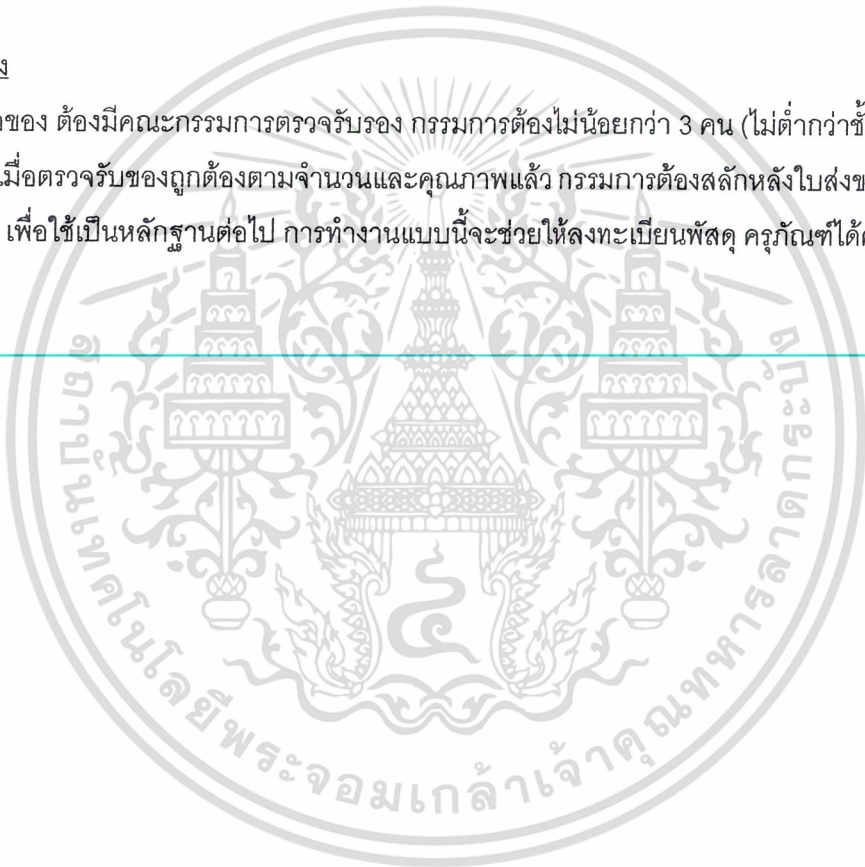 ง
ของ ต้องมีคณะกรรมการตรวจรับรอง กรรมการต้องไม่น้อยกว่า 3 คน (ไม่ต่ำกว่าชั้
เมื่อตรวจรับของถูกต้องตามจำนวนและคุณภาพแล้ว กรรมการต้องสลักหลังใบส่งข
เพื่อใช้เป็นหลักฐานต่อไป การทำงานแบบนี้จะช่วยให้ลงทะเบียนพัสดุ ครุภัณฑ์ได้
สถาบันเทคโนโลยีพระจอมเกล้าเจ้าคุณทหารลาดกระบัง
๔